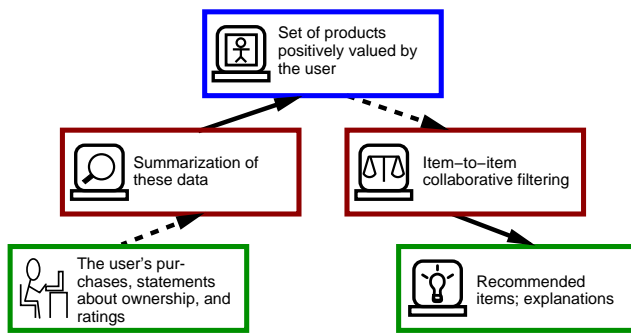 Set of products
positively valued by
the user
Summarization of
these data
Item−to−item
collaborative filtering
The user's pur-
chases, statements
about ownership, and
ratings
Recommended
items; explanations